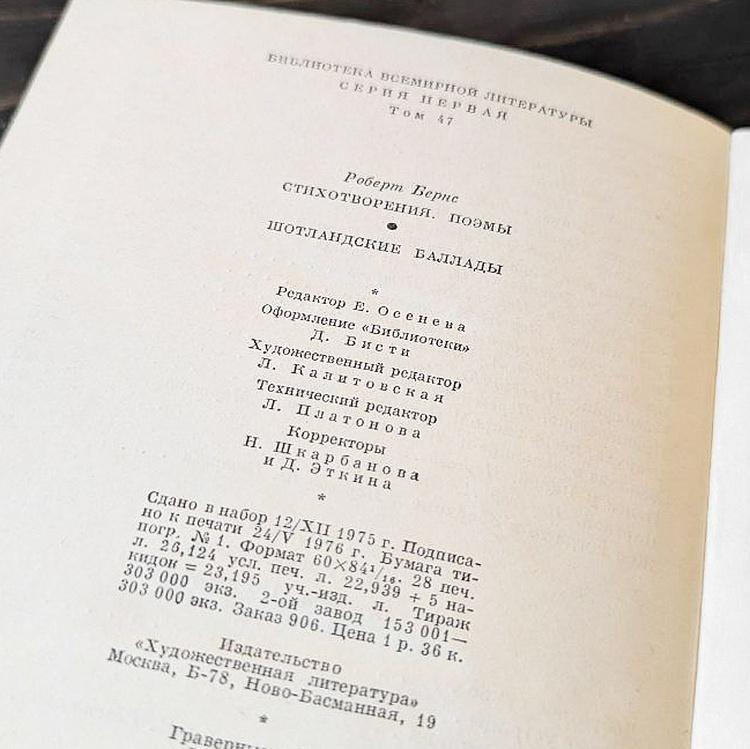 БИБЛИОТЕКА ВСЕМИРНОЙ ЛИТЕРАТУРЫ
СЕРИЯ ПЕРВАЯ
Том 47
Роберт Бернс
СТИХОТВОРЕНИЯ. ПОЭМЫ
●
ШОТЛАНДСКИЕ БАЛЛАДЫ
*
Редактор Е. Осенева
Оформление «Библиотеки»
Д. Бисти
Художественный редактор
Л. Калитовская
Технический редактор
Л. Платонова
Корректоры
Н. Шкарбанова
и Д. Эткина
*
Сдано в набор 12/XII 1975 г. Подписа-
но к печати 24/V 1976 г. Бумага ти-
погр. № 1. Формат 60×84 1/16. 28 печ.
л. 26,124 усл. печ. л. 22,939 + 5 на-
кидок = 23,195 уч.-изд. л. Тираж
303 000 экз. 2-ой завод 153 001—
303 000 экз. Заказ 906. Цена 1 р. 36 к.
Издательство
«Художественная литература»
Москва, Б-78, Ново-Басманная, 19
*